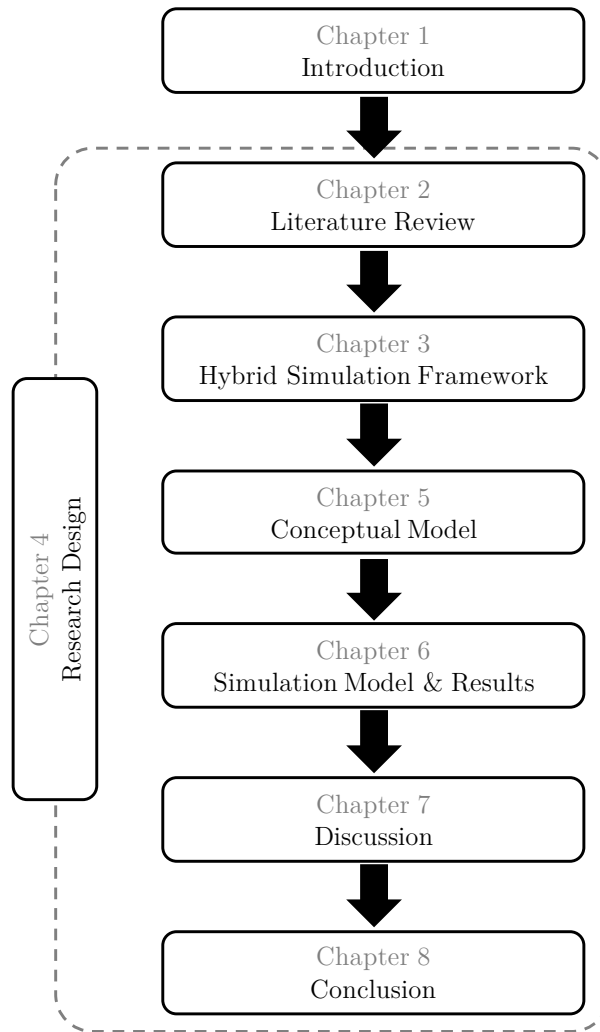 Chapter 1
Introduction
Chapter 2
Literature Review
Chapter 3
Hybrid Simulation Framework
Chapter 4
Research Design
Chapter 5
Conceptual Model
Chapter 6
Simulation Model & Results
Chapter 7
Discussion
Chapter 8
Conclusion